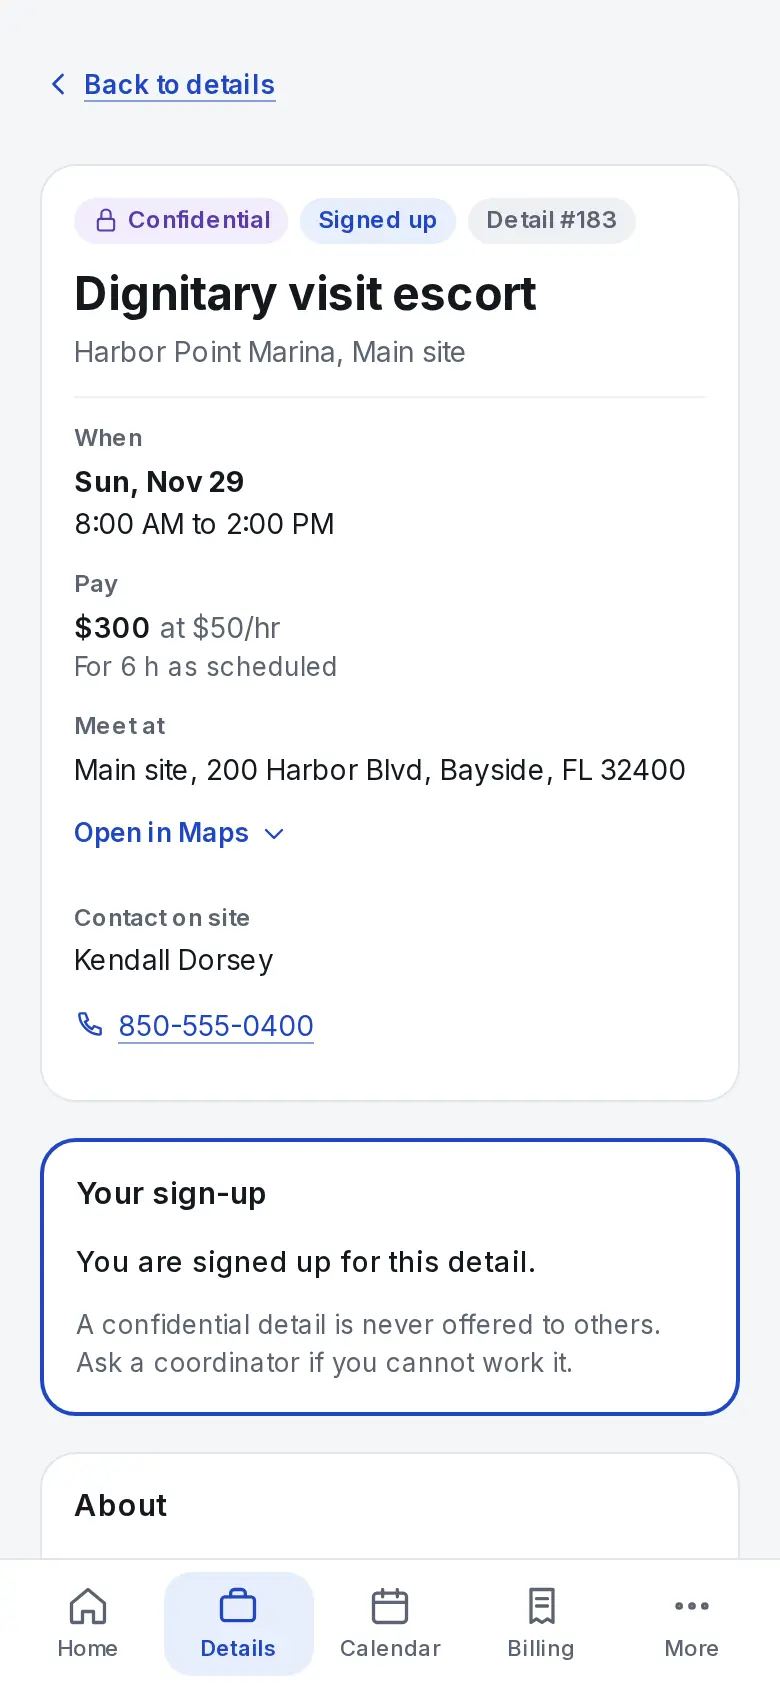 Back to details
Confidential Signed up Detail #183
Dignitary visit escort
Harbor Point Marina, Main site
When
Sun, Nov 29
8:00 AM to 2:00 PM
Pay
$300 at $50/hr
For 6 h as scheduled
Meet at
Main site, 200 Harbor Blvd, Bayside, FL 32400
Open in Maps
Contact on site
Kendall Dorsey
850-555-0400
Your sign-up
You are signed up for this detail.
A confidential detail is never offered to others.
Ask a coordinator if you cannot work it.
About
Home Details Calendar Billing More